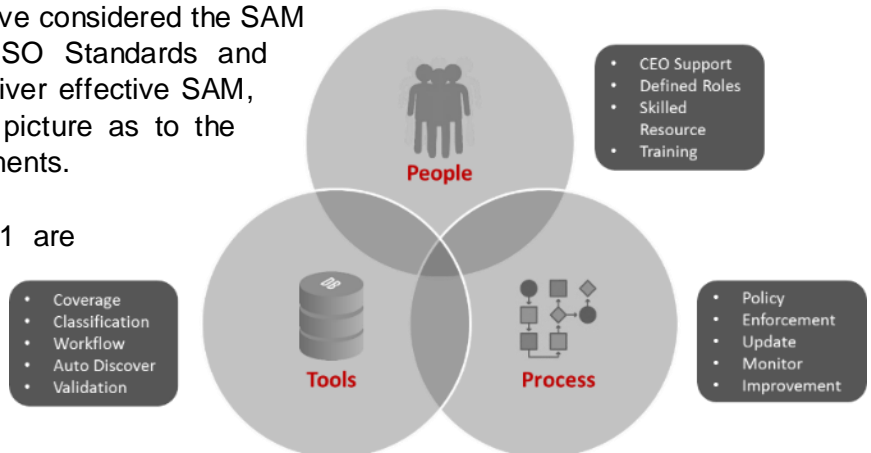 ve considered the SAM
SO Standards and
iver effective SAM,
picture as to the
nents.
1 are
• CEO Support
• Defined Roles
• Skilled
Resource
• Training
People
• Coverage
• Classification
• Workflow
• Auto Discover
• Validation
DB
Tools
Process
• Policy
• Enforcement
• Update
• Monitor
• Improvement